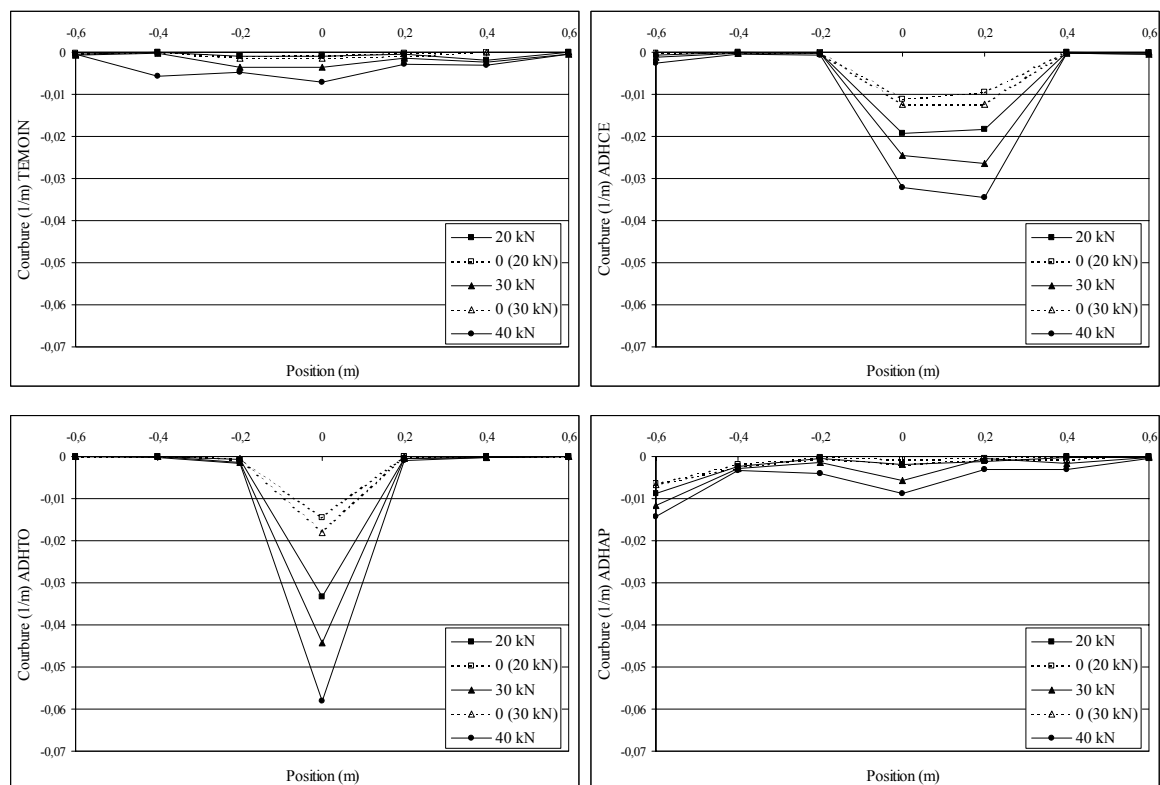 -0,6 -0,4 -0,2 0 0,2 0,4 0,6
0
-0,01
-0,02
-0,03
-0,04
-0,05
-0,06
-0,07
Courbure (1/m) TEMOIN
20 kN
0 (20 kN)
30 kN
0 (30 kN)
40 kN
Position (m)
-0,6 -0,4 -0,2 0 0,2 0,4 0,6
0
-0,01
-0,02
-0,03
-0,04
-0,05
-0,06
-0,07
Courbure (1/m) ADHCE
20 kN
0 (20 kN)
30 kN
0 (30 kN)
40 kN
Position (m)
-0,6 -0,4 -0,2 0 0,2 0,4 0,6
0
-0,01
-0,02
-0,03
-0,04
-0,05
-0,06
-0,07
Courbure (1/m) ADHTO
20 kN
0 (20 kN)
30 kN
0 (30 kN)
40 kN
Position (m)
-0,6 -0,4 -0,2 0 0,2 0,4 0,6
0
-0,01
-0,02
-0,03
-0,04
-0,05
-0,06
-0,07
Courbure (1/m) ADHAP
20 kN
0 (20 kN)
30 kN
0 (30 kN)
40 kN
Position (m)